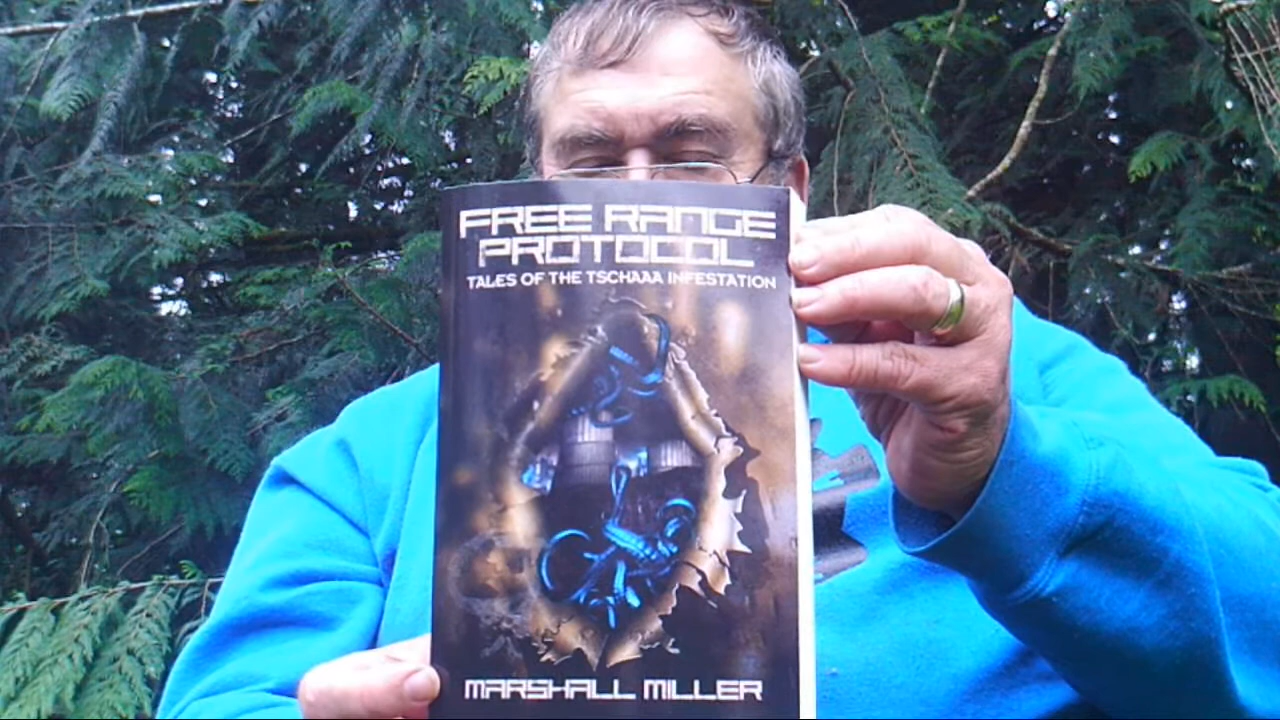 FREE RANGE
PROTOCOL
TALES OF THE TSCHAAA INFESTATION
MARSHALL MILLER